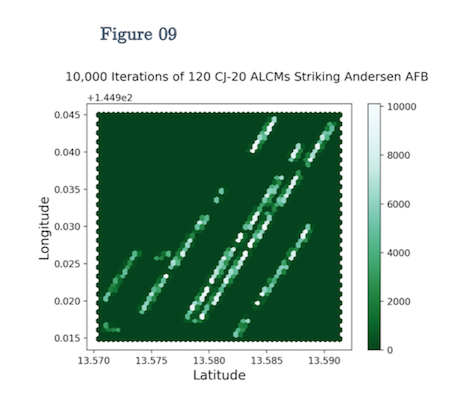 Figure 09
10,000 Iterations of 120 CJ-20 ALCMs Striking Andersen AFB
+1.449e2
0.045
0.040
0.035
0.030
0.025
0.020
0.015
Longitude
13.570 13.575 13.580 13.585 13.590
Latitude
10000
8000
6000
4000
2000
0